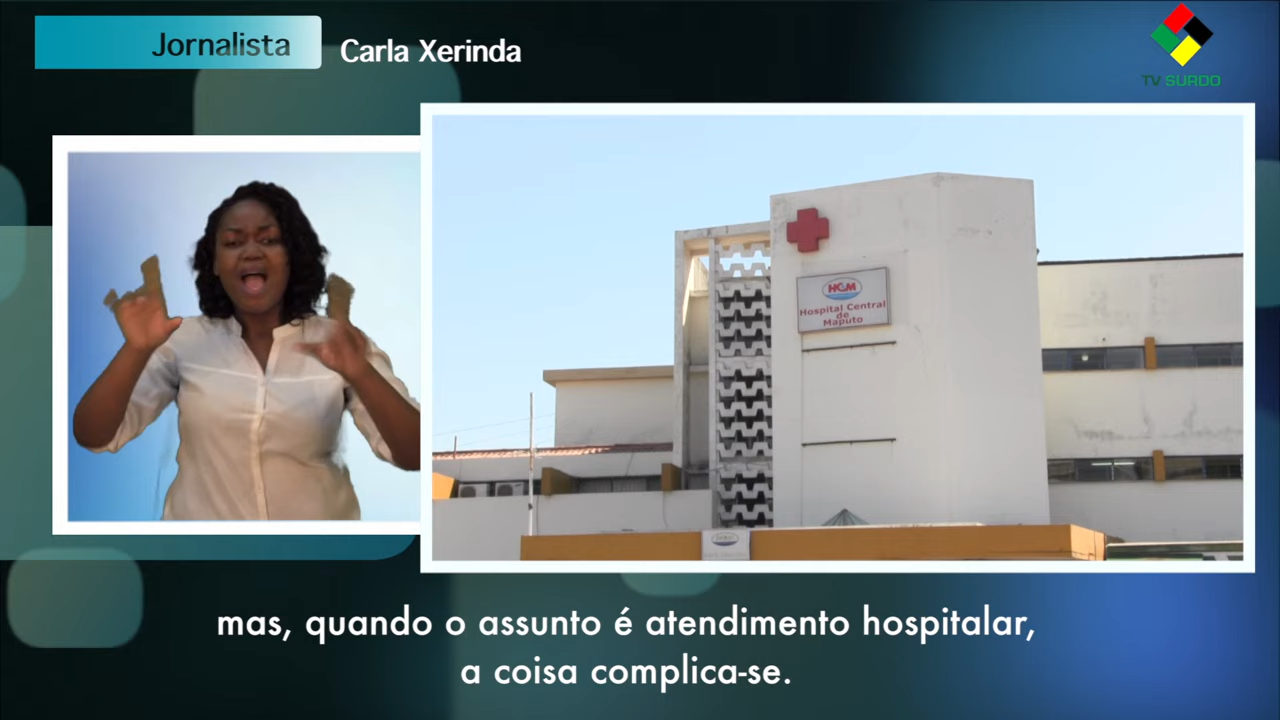 Jornalista
Carla Xerinda
TV SURDO
HCM
Hospital Central
de
Maputo
mas, quando o assunto é atendimento hospitalar,
a coisa complica-se.